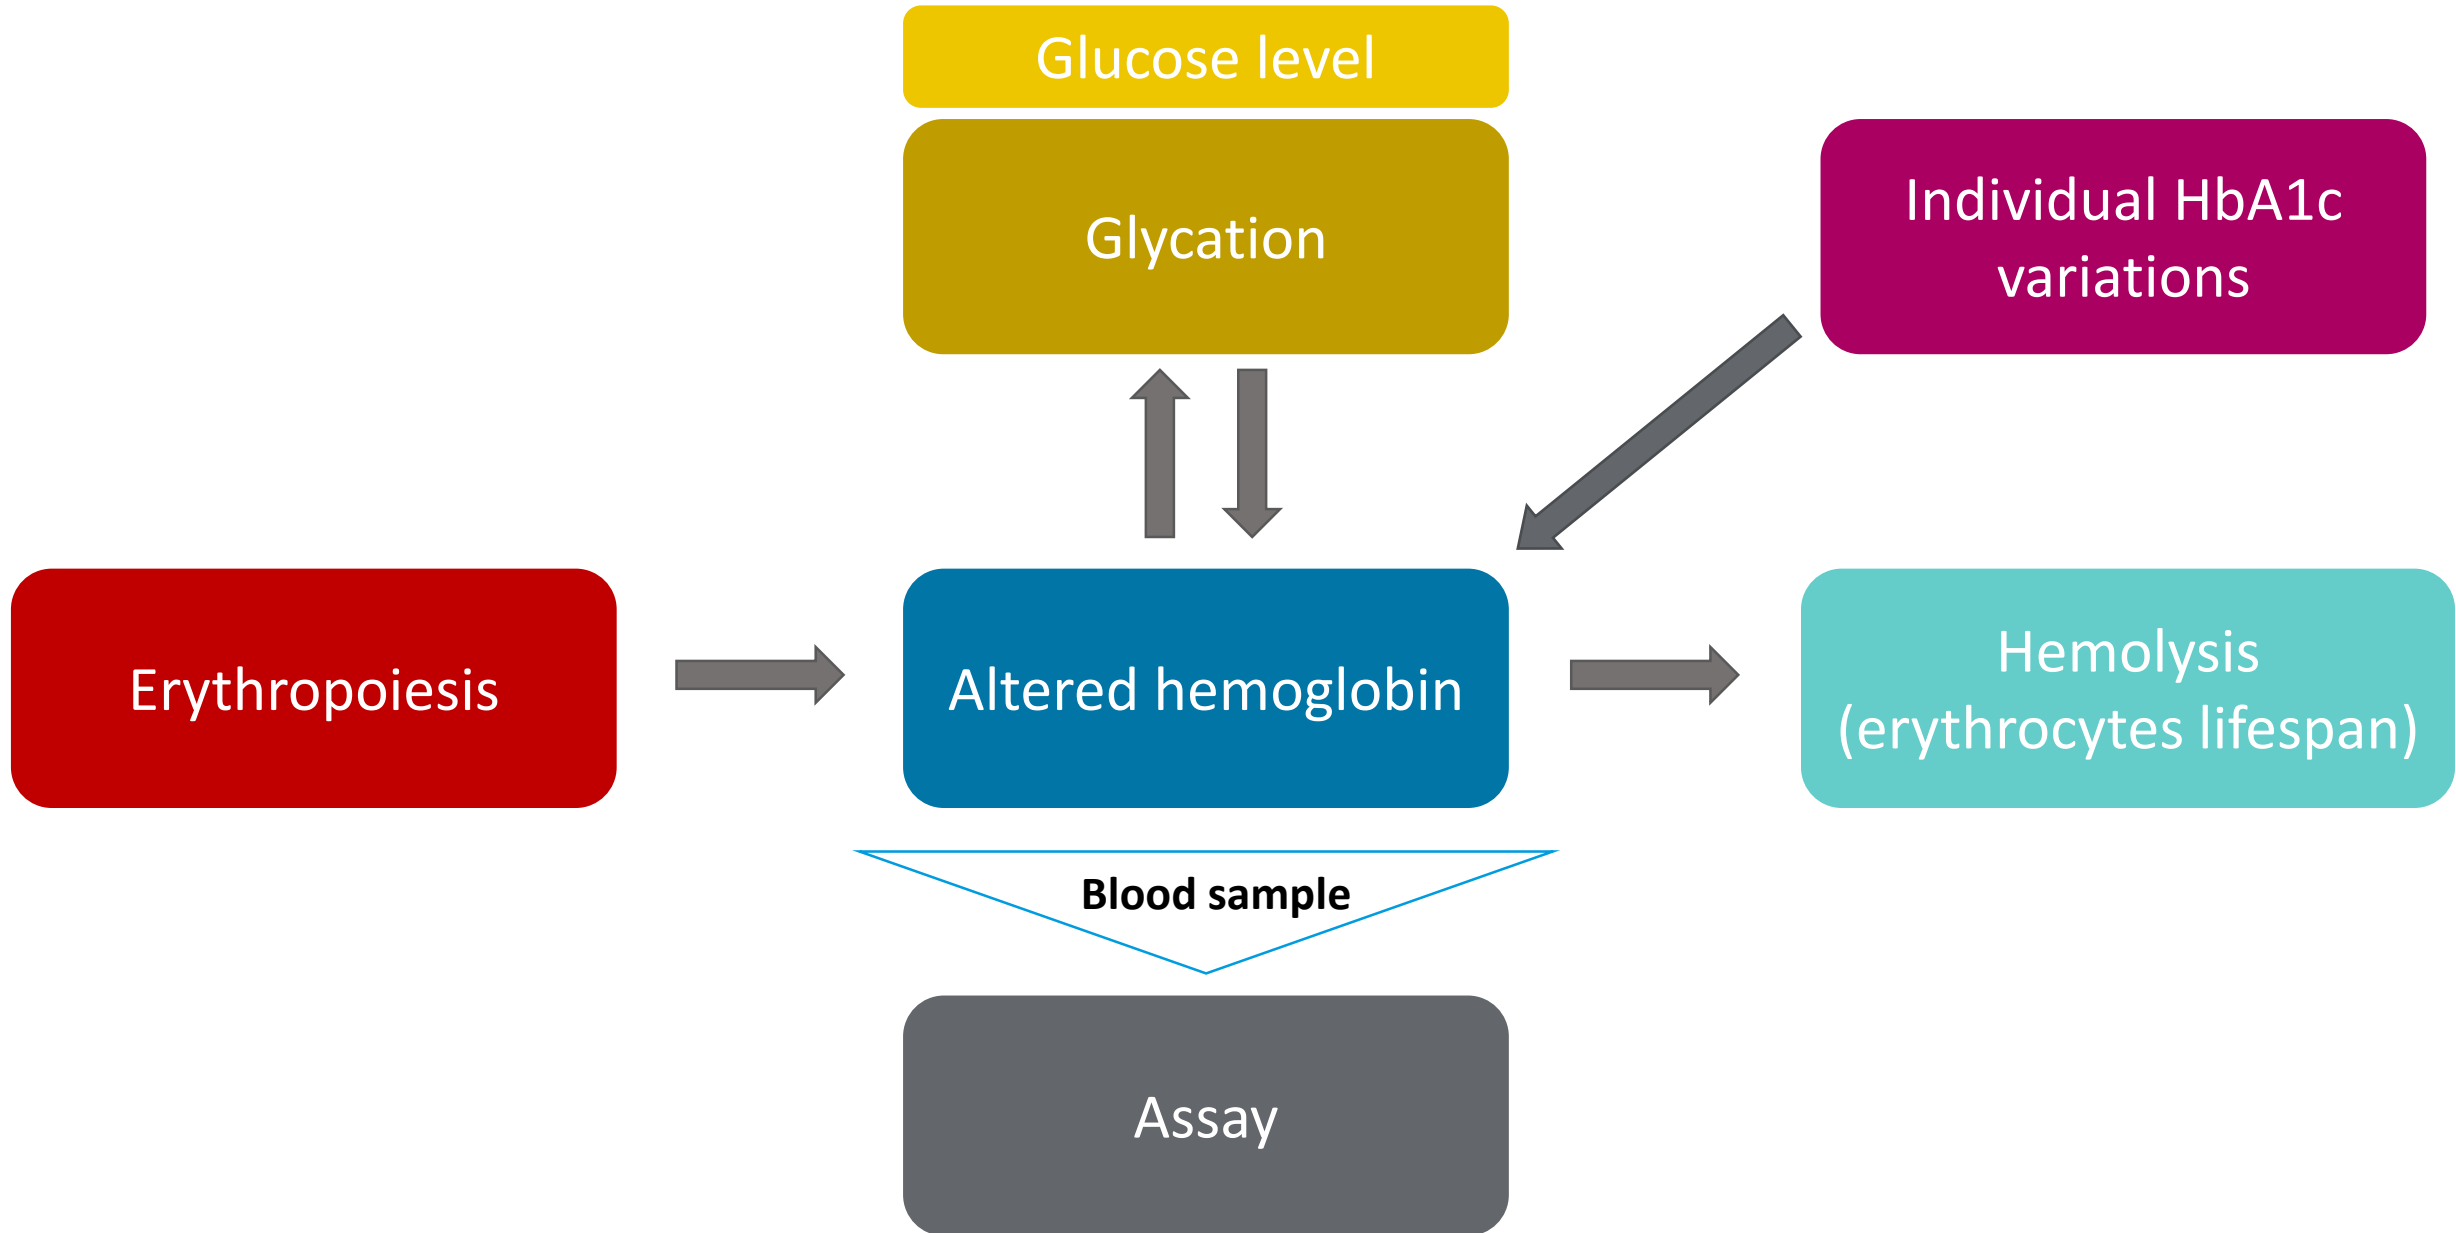 Glucose level
Glycation
Individual HbA1c
variations
Erythropoiesis
Altered hemoglobin
Hemolysis
(erythrocytes lifespan)
Blood sample
Assay